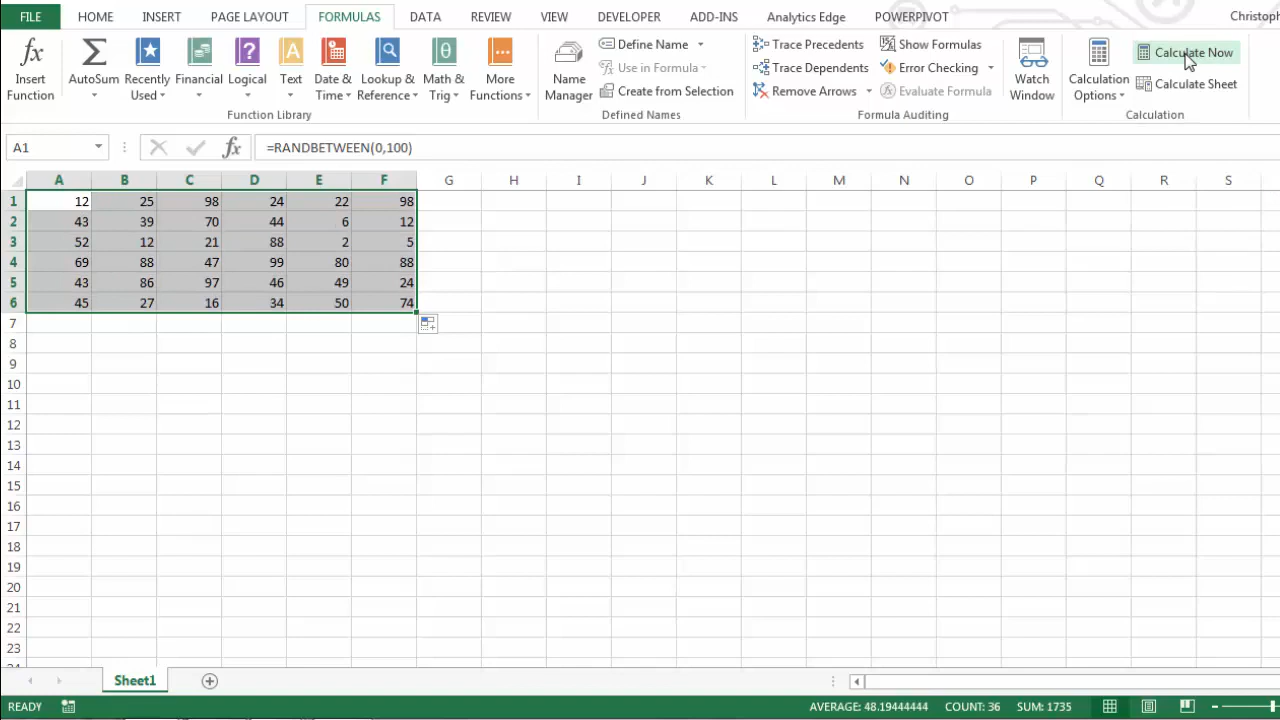 FILE HOME INSERT PAGE LAYOUT FORMULAS DATA REVIEW VIEW DEVELOPER ADD-INS Analytics Edge POWERPIVOT Christoph
fx Insert Function
Σ AutoSum
Recently Used
Financial
Logical
Text
Date & Time
Lookup & Reference
Math & Trig
More Functions
Function Library
Name Manager
Define Name
Use in Formula
Create from Selection
Defined Names
Trace Precedents
Trace Dependents
Remove Arrows
Show Formulas
Error Checking
Evaluate Formula
Formula Auditing
Watch Window
Calculation Options
Calculate Now
Calculate Sheet
Calculation
A1 fx =RANDBETWEEN(0,100)
A B C D E F G H I J K L M N O P Q R S
1 12 25 98 24 22 98
2 43 39 70 44 6 12
3 52 12 21 88 2 5
4 69 88 47 99 80 88
5 43 86 97 46 49 24
6 45 27 16 34 50 74
7
8
9
10
11
12
13
14
15
16
17
18
19
20
21
22
23
24
Sheet1
READY AVERAGE: 48.19444444 COUNT: 36 SUM: 1735